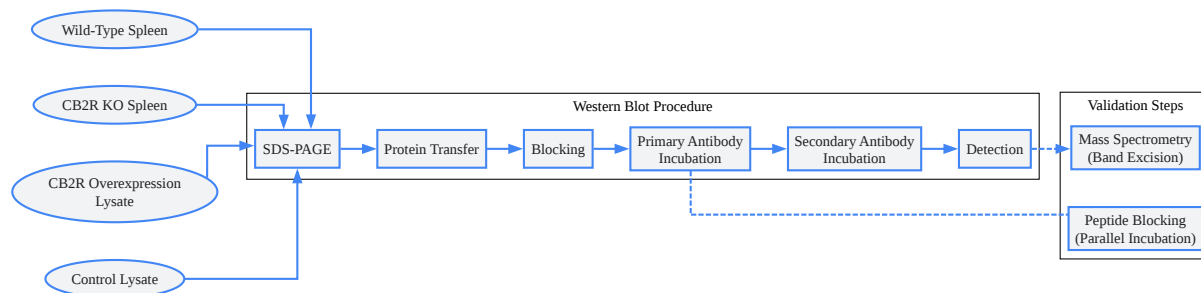 Wild-Type Spleen
CB2R KO Spleen
CB2R Overexpression
Lysate
Control Lysate
Western Blot Procedure
SDS-PAGE
Protein Transfer
Blocking
Primary Antibody
Incubation
Secondary Antibody
Incubation
Detection
Validation Steps
Mass Spectrometry
(Band Excision)
Peptide Blocking
(Parallel Incubation)